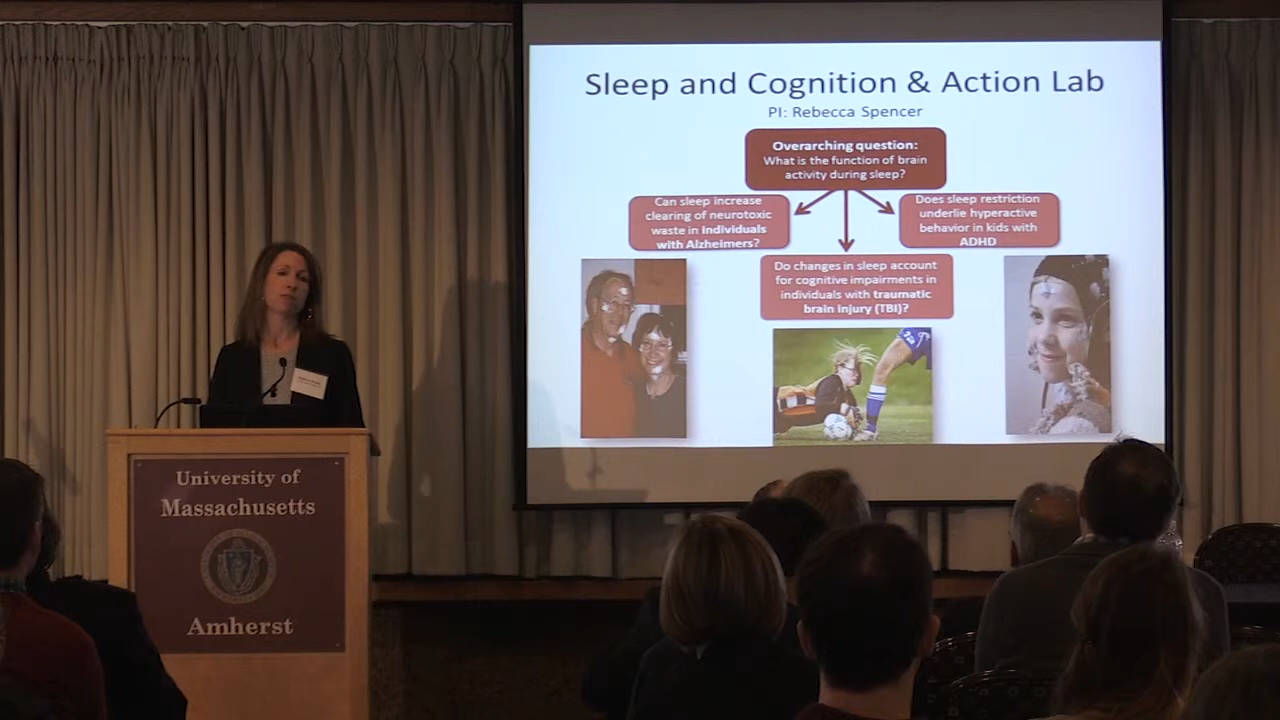 Sleep and Cognition & Action Lab
PI: Rebecca Spencer
Overarching question:
What is the function of brain
activity during sleep?
Can sleep increase
clearing of neurotoxic
waste in Individuals
with Alzheimers?
Does sleep restriction
underlie hyperactive
behavior in kids with
ADHD
Do changes in sleep account
for cognitive impairments in
individuals with traumatic
brain injury (TBI)?
University of
Massachusetts
Amherst